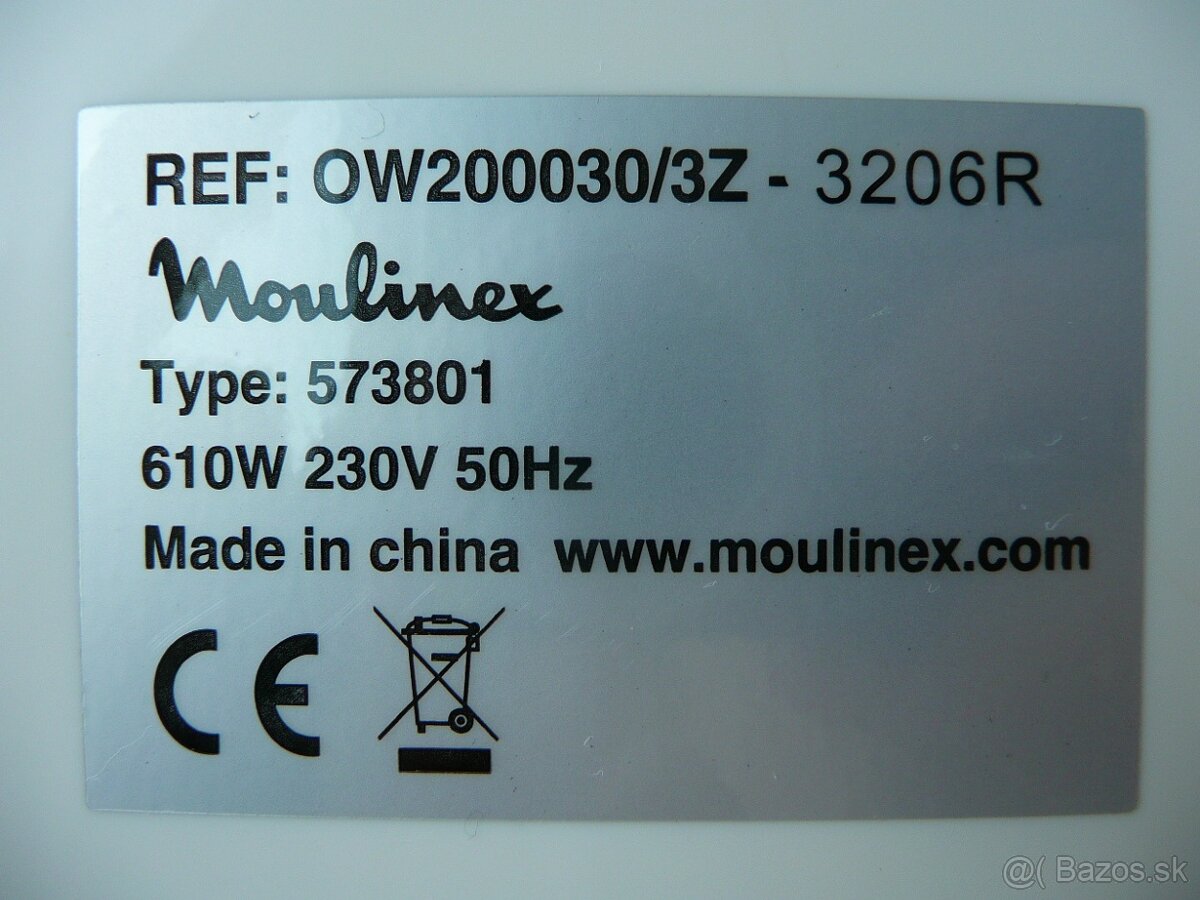 REF: OW200030/3Z - 3206R
Moulinex
Type: 573801
610W 230V 50Hz
Made in china www.moulinex.com
CE
@( Bazos.sk